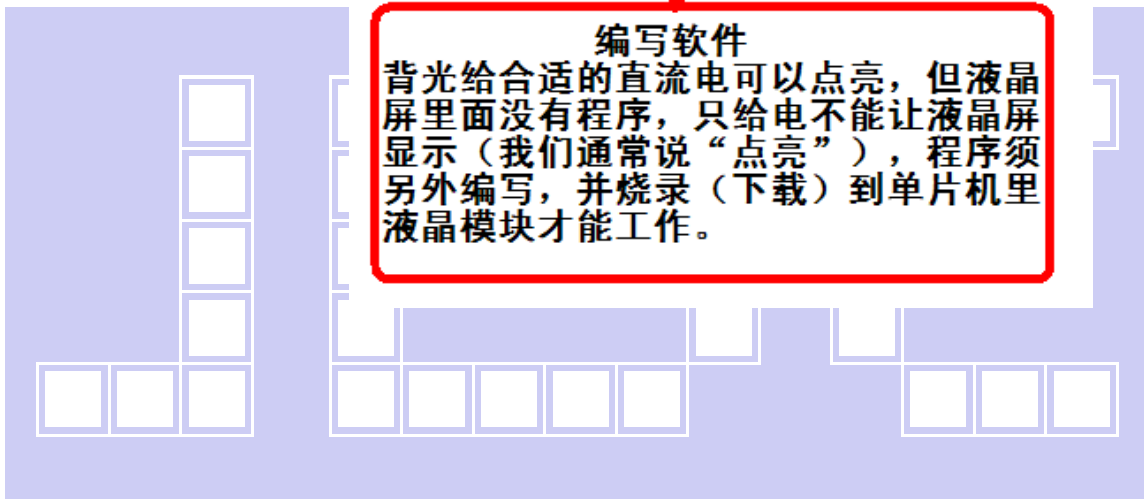 编写软件
背光给合适的直流电可以点亮，但液晶
屏里面没有程序，只给电不能让液晶屏
显示（我们通常说“点亮”），程序须
另外编写，并烧录（下载）到单片机里
液晶模块才能工作。